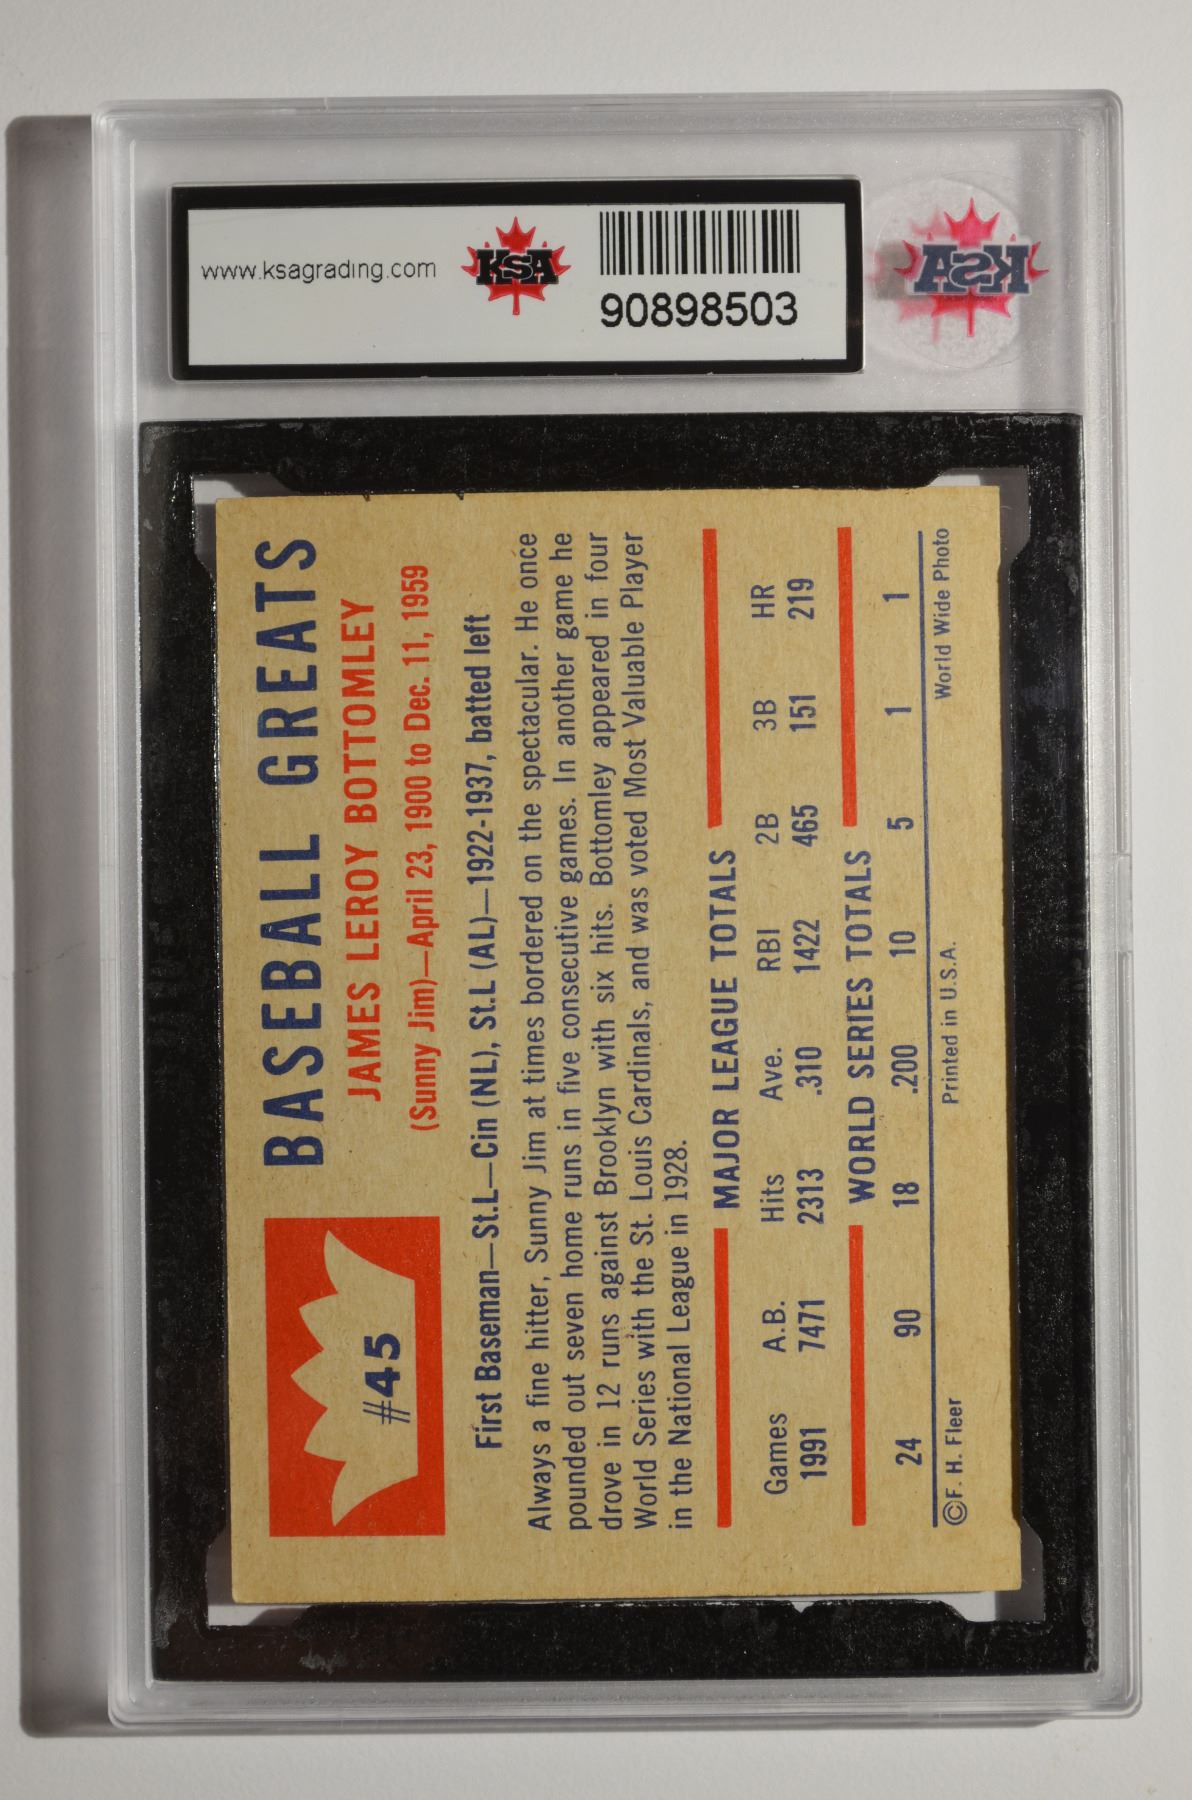 www.ksagrading.com
KSA
90898503
KSA
#45
BASEBALL GREATS
JAMES LEROY BOTTOMLEY
(Sunny Jim)—April 23, 1900 to Dec. 11, 1959
First Baseman—St.L—Cin (NL), St.L (AL)—1922-1937, batted left
Always a fine hitter, Sunny Jim at times bordered on the spectacular. He once
pounded out seven home runs in five consecutive games. In another game he
drove in 12 runs against Brooklyn with six hits. Bottomley appeared in four
World Series with the St. Louis Cardinals, and was voted Most Valuable Player
in the National League in 1928.
MAJOR LEAGUE TOTALS
Games A.B. Hits Ave. RBI 2B 3B HR
1991 7471 2313 .310 1422 465 151 219
WORLD SERIES TOTALS
24 90 18 .200 10 5 1 1
©F. H. Fleer Printed in U.S.A. World Wide Photo